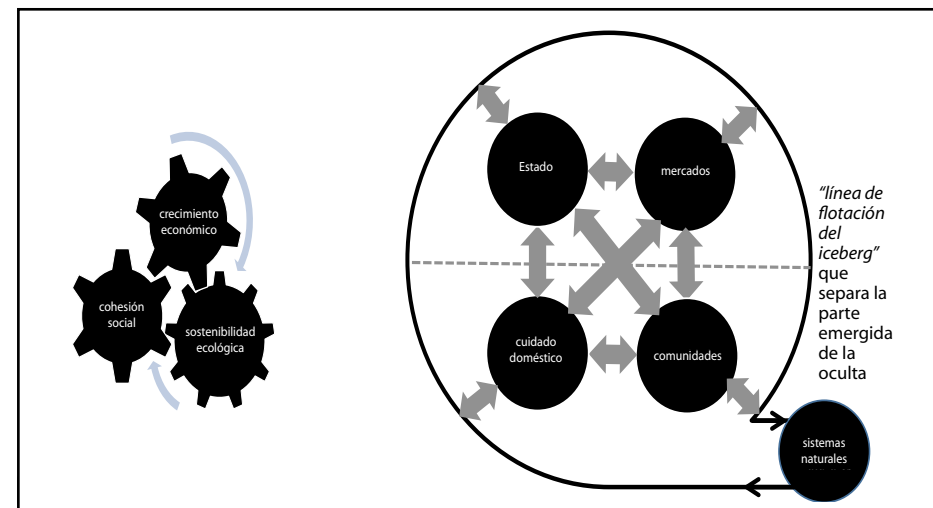 crecimiento
económico
cohesión
social
sostenibilidad
ecológica
Estado
mercados
cuidado
doméstico
comunidades
“línea de
flotación
del
iceberg”
que
separa la
parte
emergida
de la
oculta
sistemas
naturales